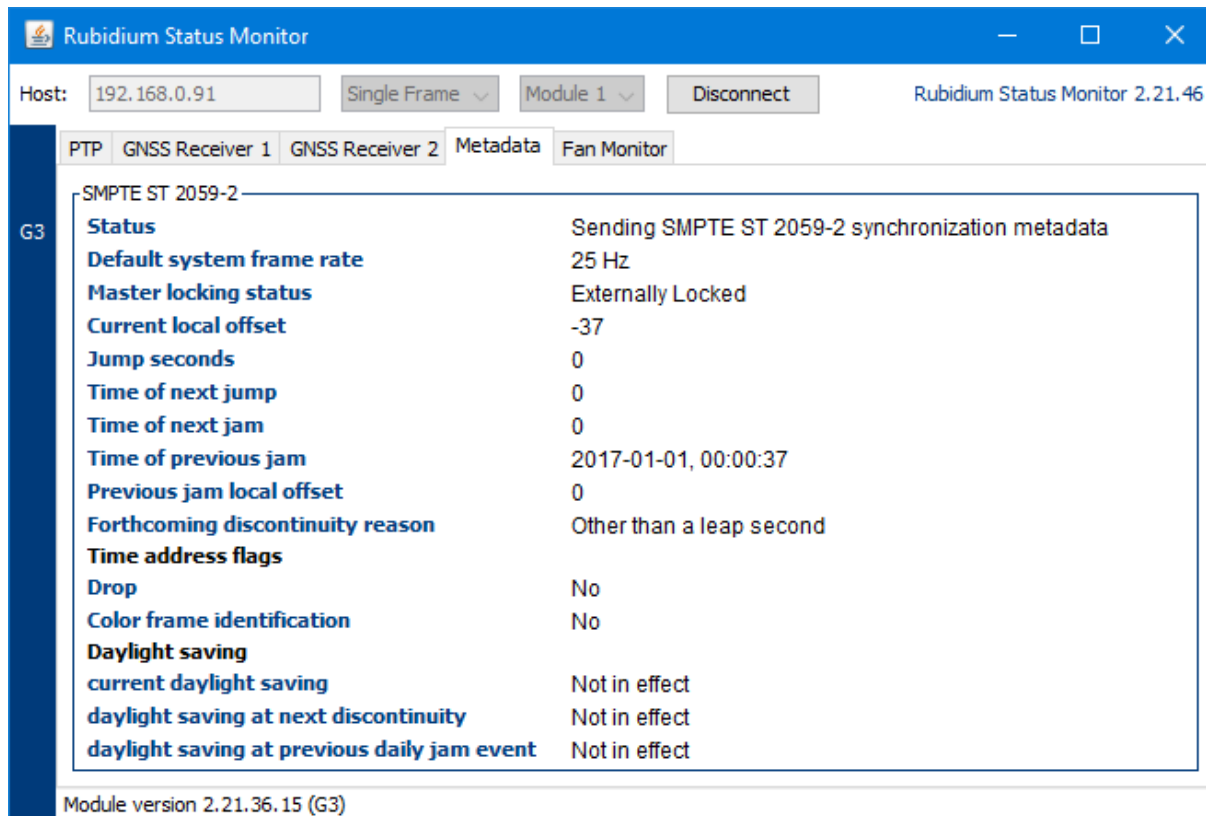 Rubidium Status Monitor
Host: 192.168.0.91 Single Frame Module 1 Disconnect Rubidium Status Monitor 2.21.46
PTP GNSS Receiver 1 GNSS Receiver 2 Metadata Fan Monitor
SMPTE ST 2059-2
G3
Status Sending SMPTE ST 2059-2 synchronization metadata
Default system frame rate 25 Hz
Master locking status Externally Locked
Current local offset -37
Jump seconds 0
Time of next jump 0
Time of next jam 0
Time of previous jam 2017-01-01, 00:00:37
Previous jam local offset 0
Forthcoming discontinuity reason Other than a leap second
Time address flags
Drop No
Color frame identification No
Daylight saving
current daylight saving Not in effect
daylight saving at next discontinuity Not in effect
daylight saving at previous daily jam event Not in effect
Module version 2.21.36.15 (G3)